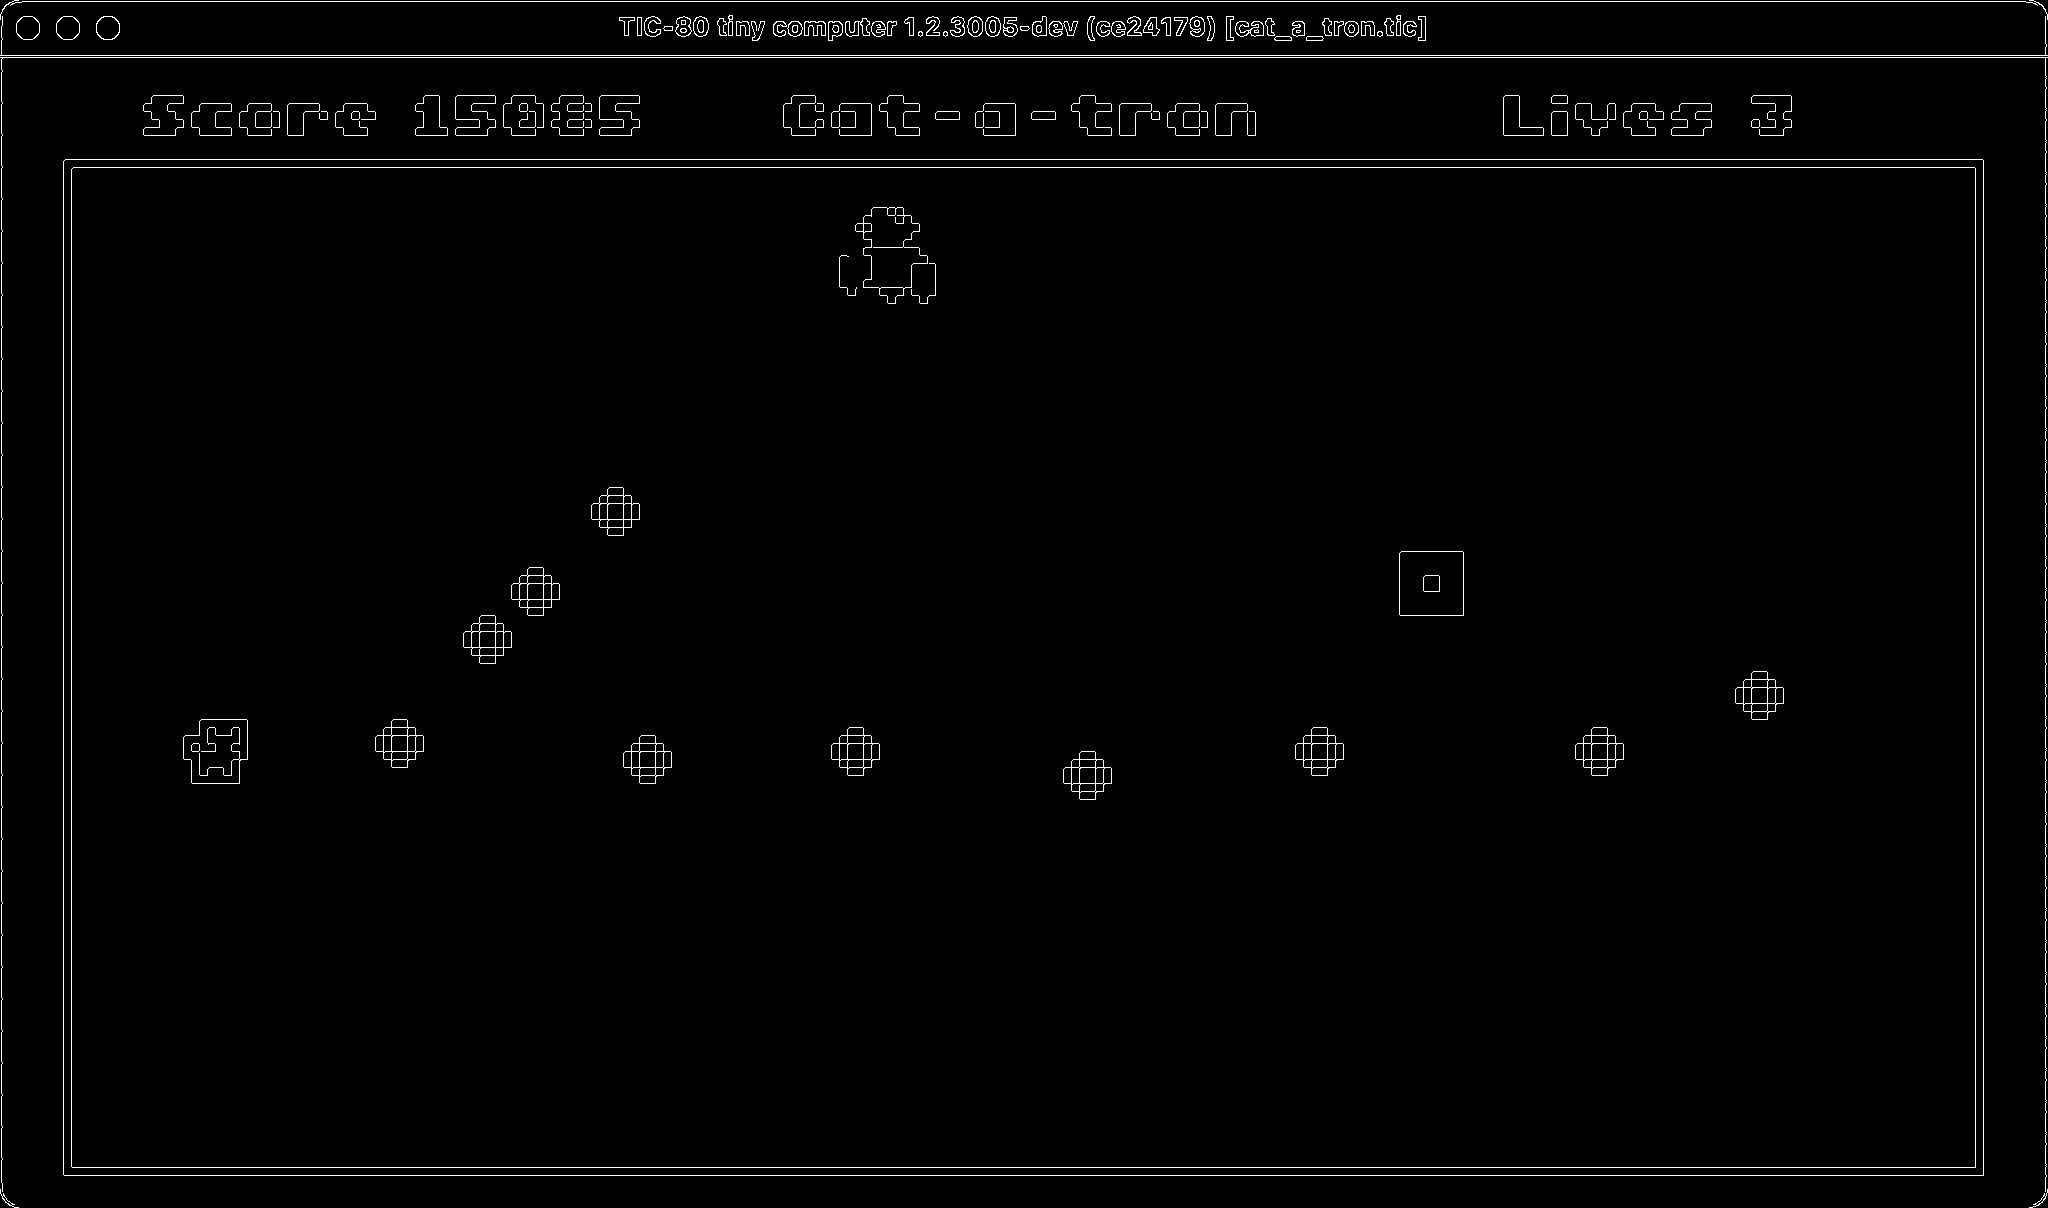 TIC-80 tiny computer 1.2.3005-dev (ce24179) [cat_a_tron.tic]
Score 15085 Cat-a-tron Lives 3